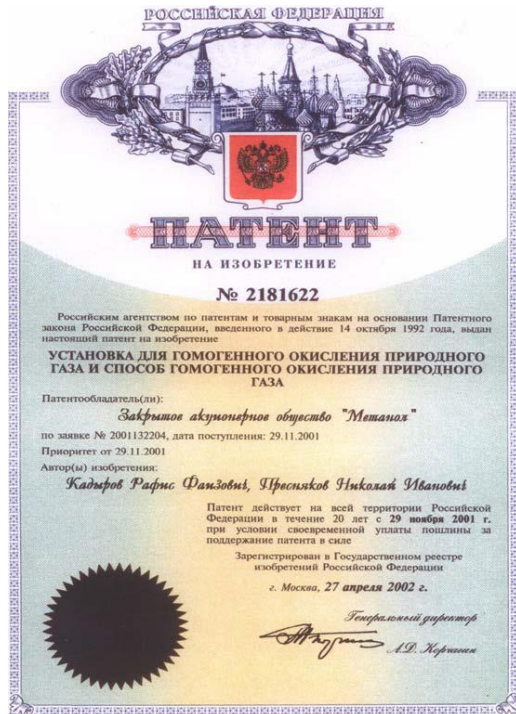 РОССИЙСКАЯ ФЕДЕРАЦИЯ
ПАТЕНТ
НА ИЗОБРЕТЕНИЕ
№ 2181622
Российским агентством по патентам и товарным знакам на основании Патентного
закона Российской Федерации, введенного в действие 14 октября 1992 года, выдан
настоящий патент на изобретение
УСТАНОВКА ДЛЯ ГОМОГЕННОГО ОКИСЛЕНИЯ ПРИРОДНОГО
ГАЗА И СПОСОБ ГОМОГЕННОГО ОКИСЛЕНИЯ ПРИРОДНОГО
ГАЗА
Патентообладатель(ли):
Закрытое акционерное общество "Метанол"
по заявке № 2001132204, дата поступления: 29.11.2001
Приоритет от 29.11.2001
Автор(ы) изобретения:
Кадыров Рафис Фаизович, Пресняков Николай Иванович
Патент действует на всей территории Российской
Федерации в течение 20 лет с 29 ноября 2001 г.
при условии своевременной уплаты пошлины за
поддержание патента в силе
Зарегистрирован в Государственном реестре
изобретений Российской Федерации
г. Москва, 27 апреля 2002 г.
Генеральный директор
А.Д. Корчагин